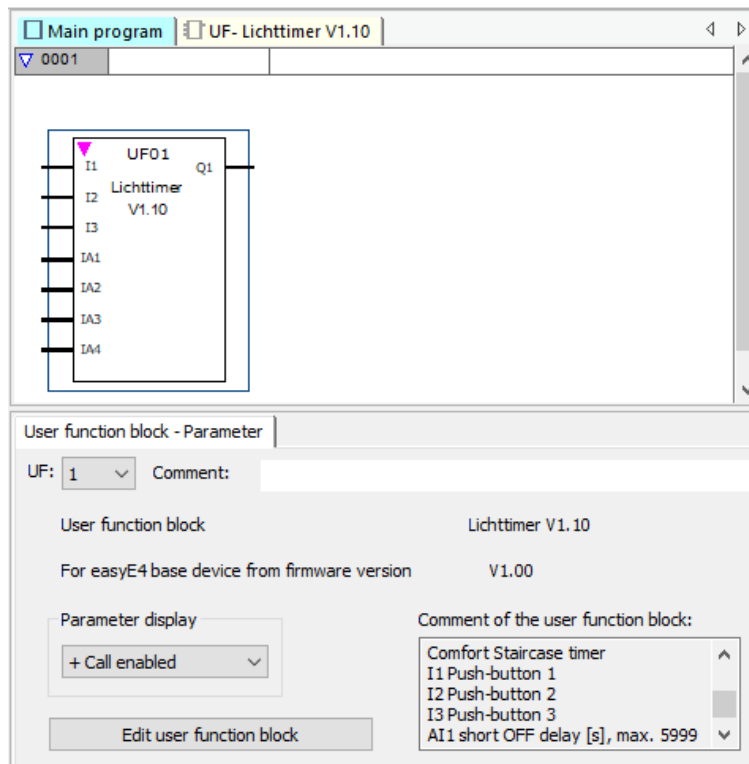 Main program UF- Lichttimer V1.10
0001
UF01
I1 Q1
Lichttimer
I2
V1.10
I3
IA1
IA2
IA3
IA4
User function block - Parameter
UF: 1 Comment:
User function block Lichttimer V1.10
For easyE4 base device from firmware version V1.00
Parameter display
+ Call enabled
Edit user function block
Comment of the user function block:
Comfort Staircase timer
I1 Push-button 1
I2 Push-button 2
I3 Push-button 3
AI1 short OFF delay [s], max. 5999